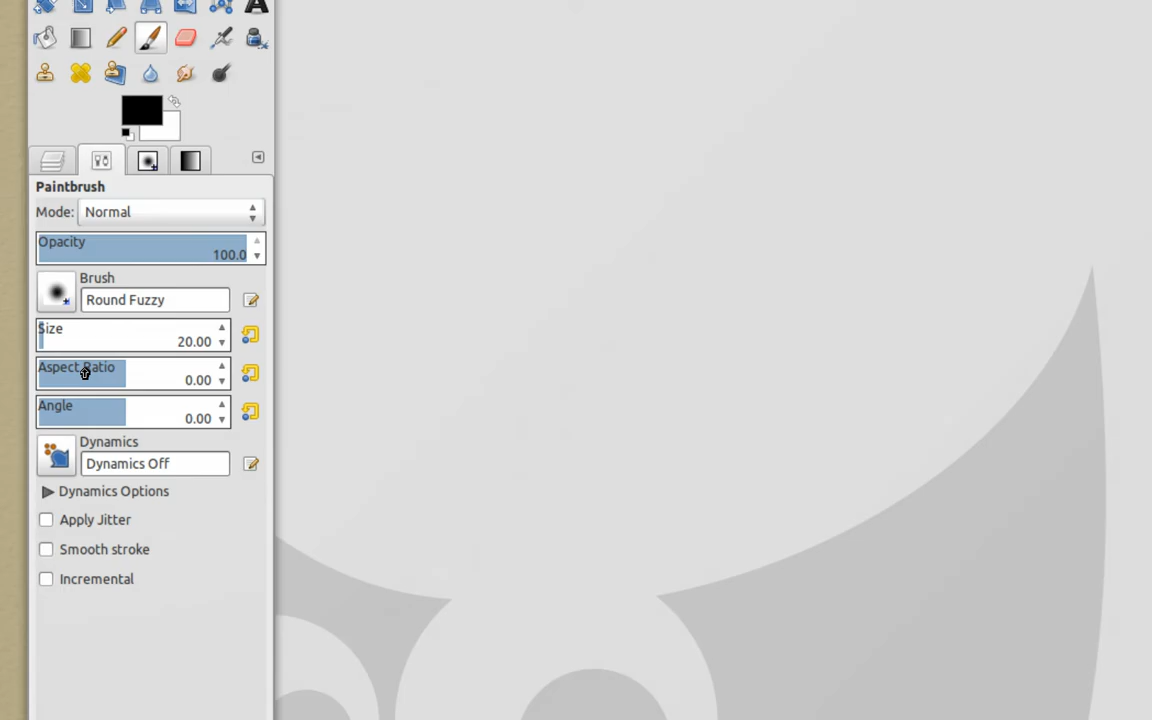 Paintbrush
Mode: Normal
Opacity
100.0
Brush
Round Fuzzy
Size
20.00
Aspect Ratio
0.00
Angle
0.00
Dynamics
Dynamics Off
Dynamics Options
Apply Jitter
Smooth stroke
Incremental